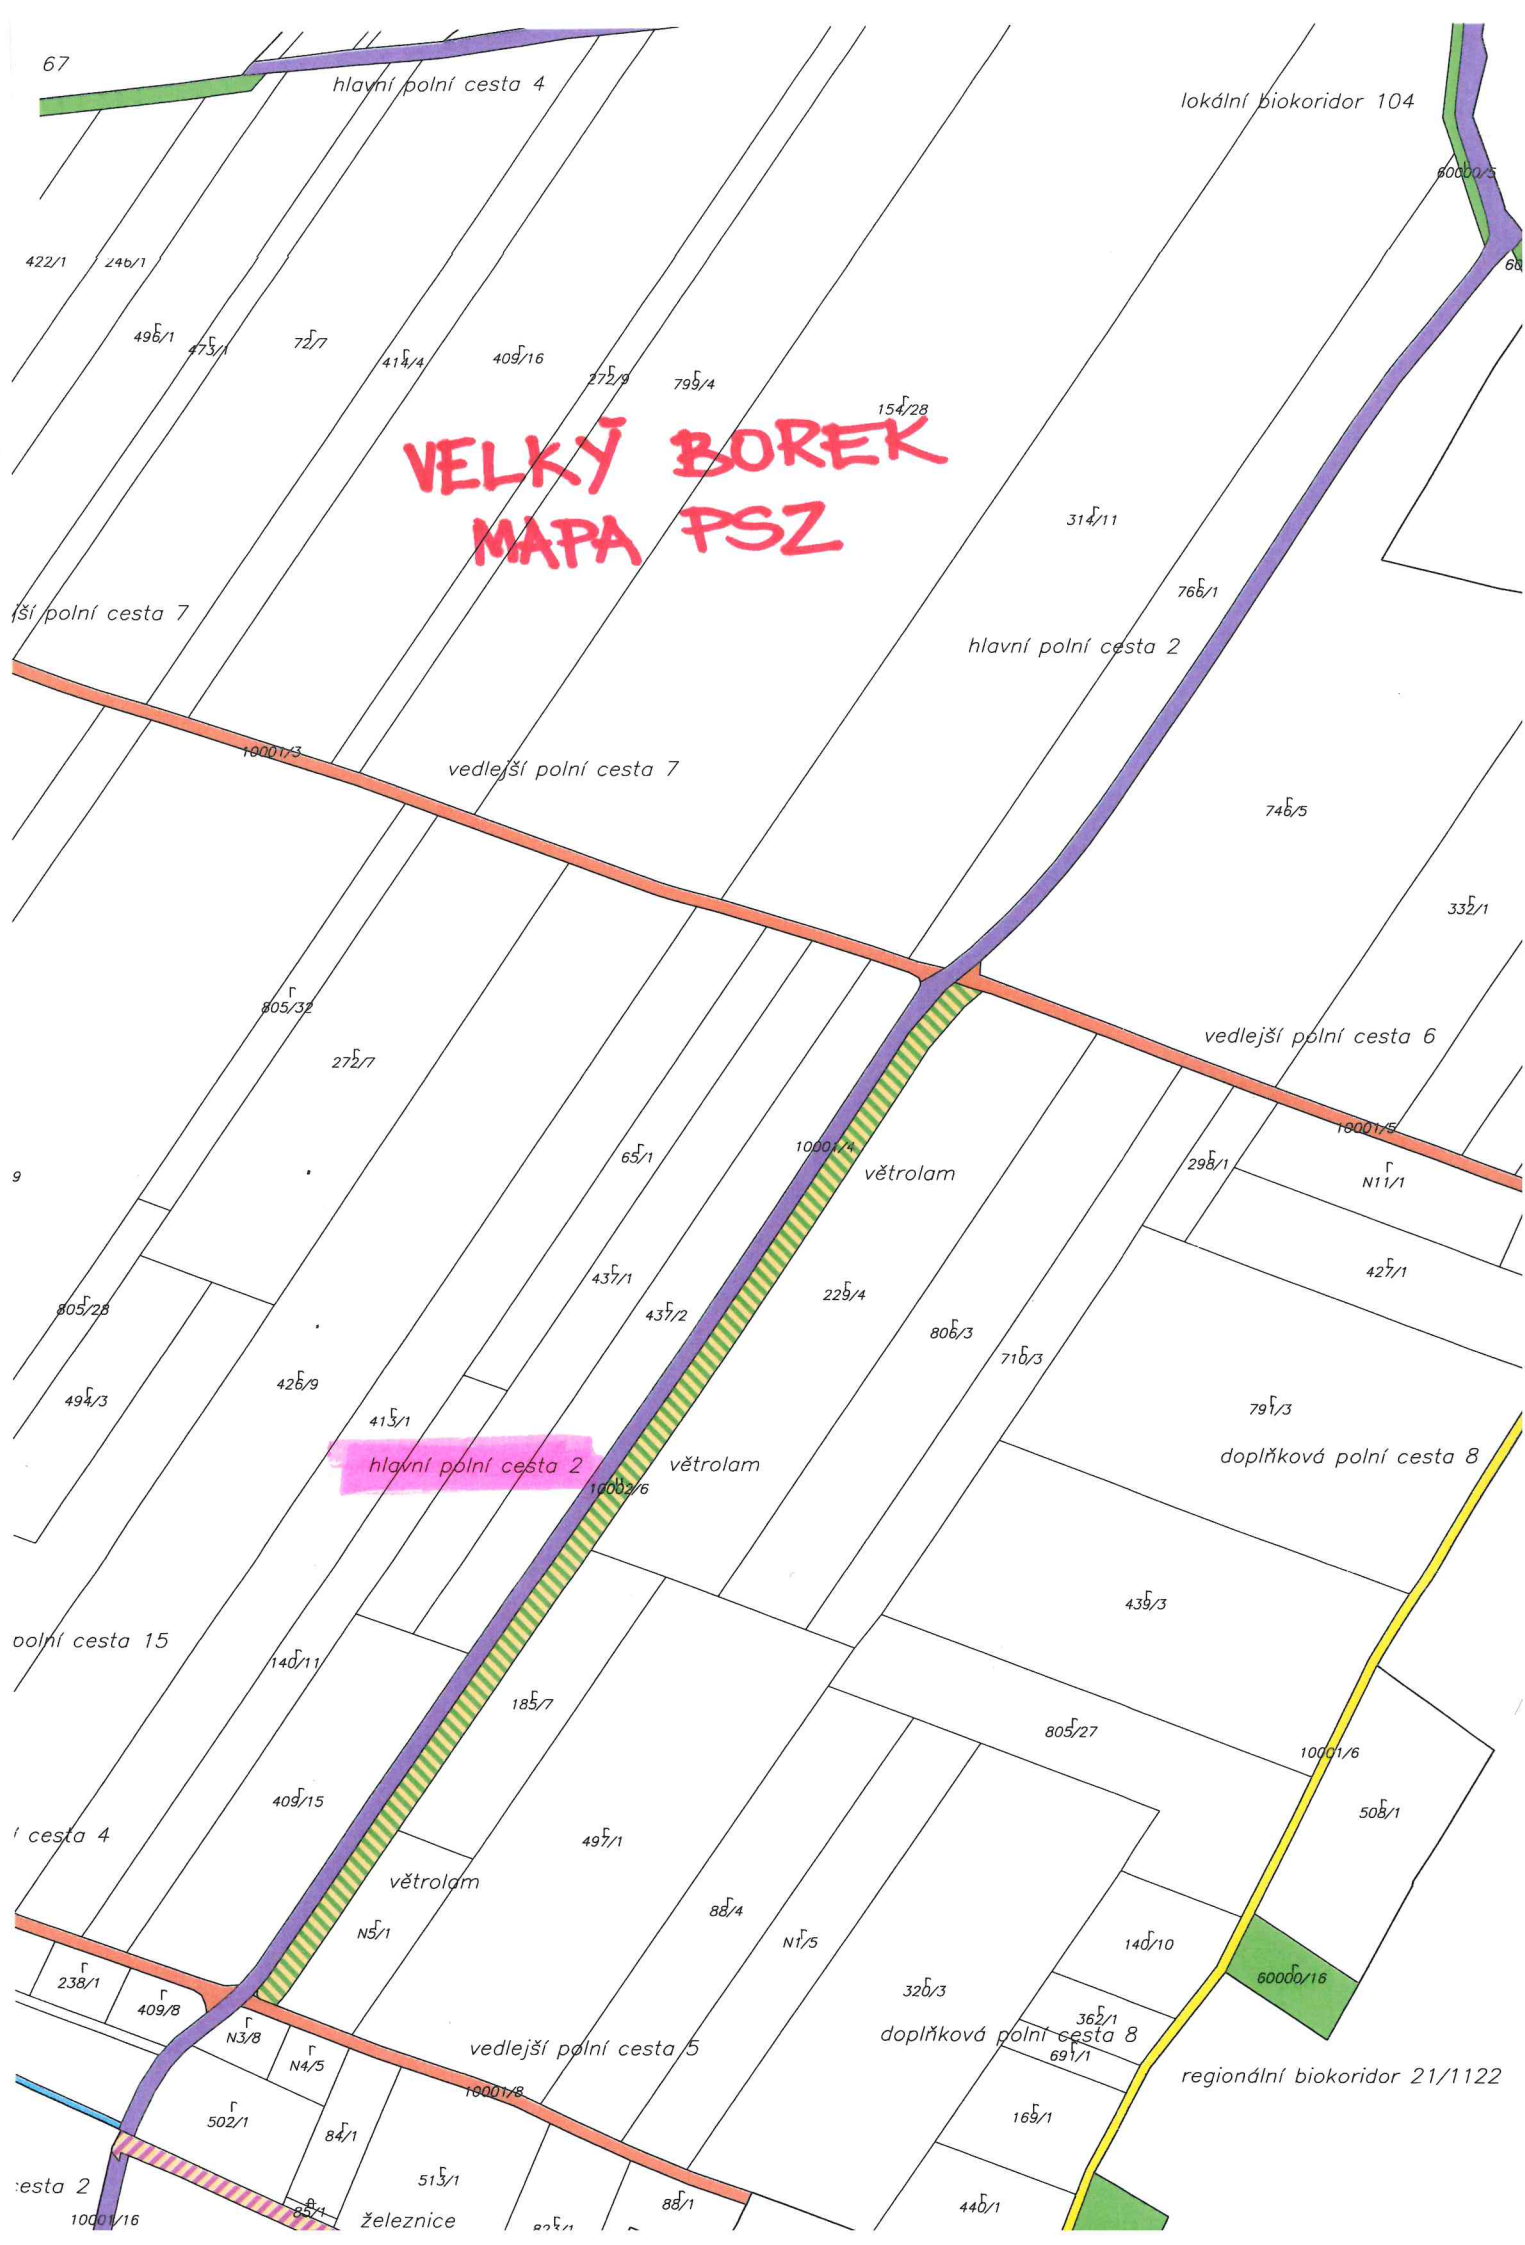 67
hlavní polní cesta 4
lokální biokoridor 104
60000/5
422/1
246/1
60
496/1
473/1
72/7
414/4
409/16
272/9
799/4
154/28
VELKÝ BOREK
MAPA PSZ
314/11
766/1
jší polní cesta 7
hlavní polní cesta 2
10001/3
vedlejší polní cesta 7
746/5
332/1
805/32
272/7
vedlejší polní cesta 6
10001/5
65/1
10001/4
větrolam
298/1
N11/1
9
437/1
437/2
229/4
427/1
805/28
806/3
710/3
494/3
426/9
413/1
791/3
hlavní polní cesta 2
větrolam
doplňková polní cesta 8
10002/6
439/3
polní cesta 15
140/11
185/7
805/27
10001/6
409/15
508/1
í cesta 4
497/1
větrolam
88/4
N5/1
N1/5
140/10
238/1
409/8
320/3
60000/16
N3/8
362/1
doplňková polní cesta 8
vedlejší polní cesta 5
N4/5
691/1
regionální biokoridor 21/1122
10001/8
502/1
84/1
169/1
cesta 2
513/1
85/1
88/1
440/1
10001/16
železnice
823/1